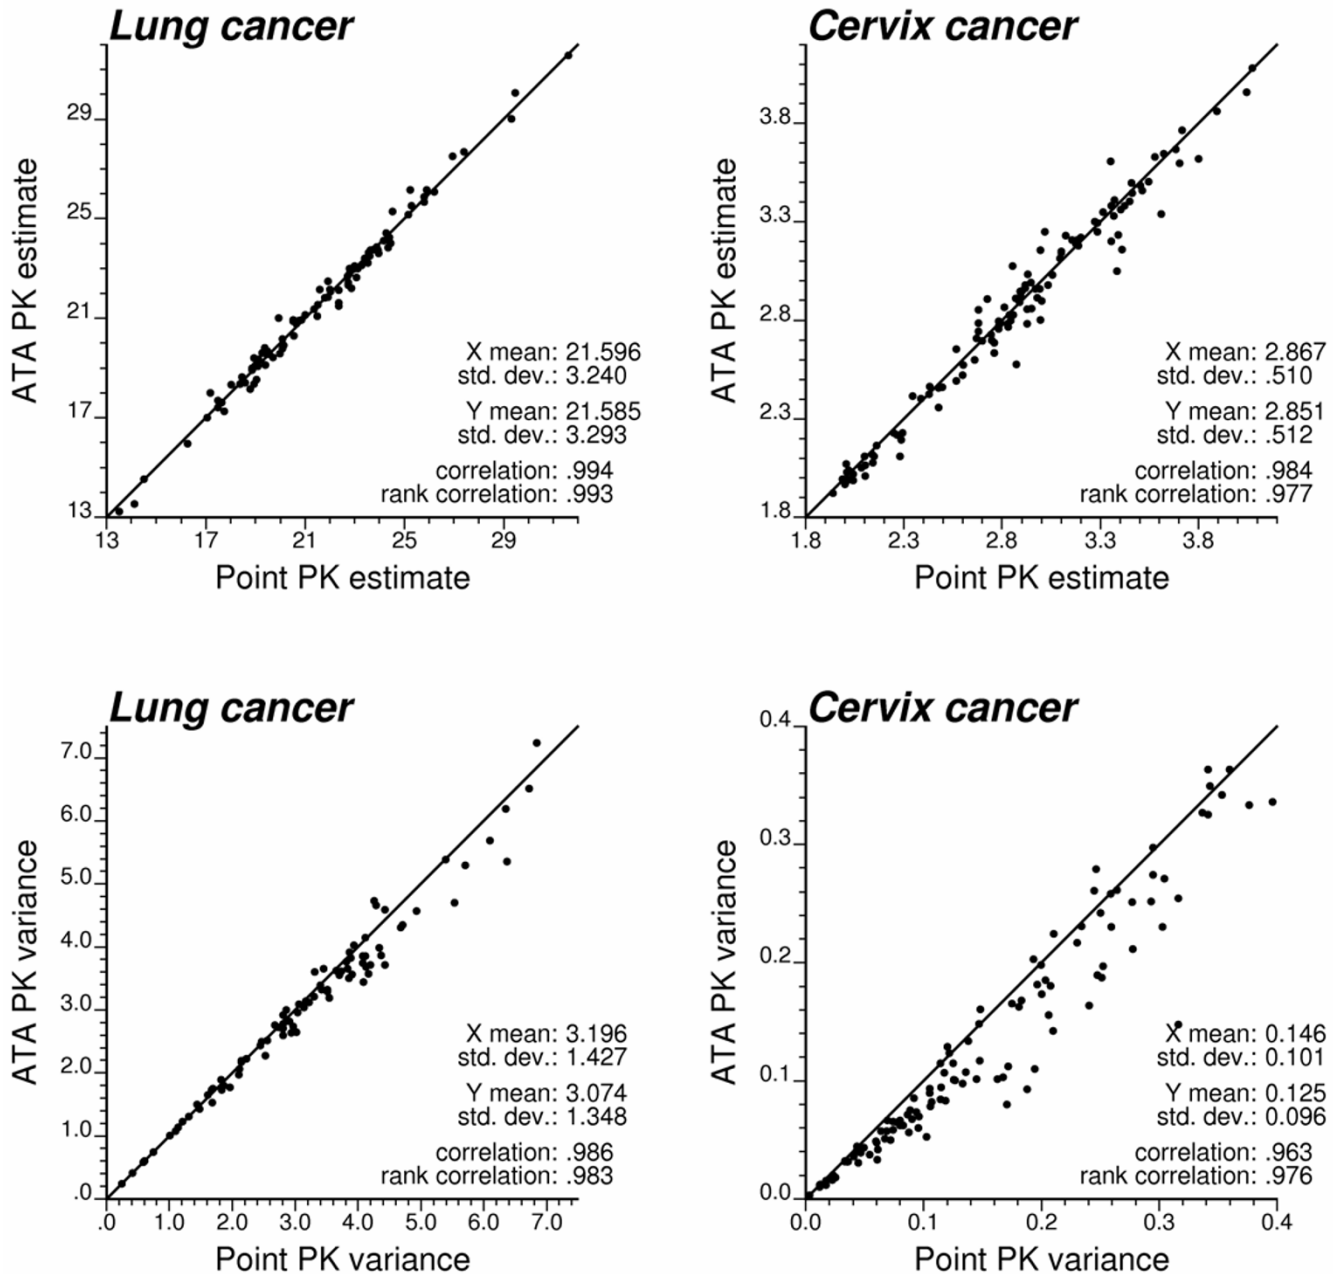 Lung cancer
ATA PK estimate
29
25
21
17
13
13 17 21 25 29
Point PK estimate
X mean: 21.596
std. dev.: 3.240
Y mean: 21.585
std. dev.: 3.293
correlation: .994
rank correlation: .993
Cervix cancer
ATA PK estimate
3.8
3.3
2.8
2.3
1.8
1.8 2.3 2.8 3.3 3.8
Point PK estimate
X mean: 2.867
std. dev.: .510
Y mean: 2.851
std. dev.: .512
correlation: .984
rank correlation: .977
Lung cancer
ATA PK variance
7.0
6.0
5.0
4.0
3.0
2.0
1.0
.0
.0 1.0 2.0 3.0 4.0 5.0 6.0 7.0
Point PK variance
X mean: 3.196
std. dev.: 1.427
Y mean: 3.074
std. dev.: 1.348
correlation: .986
rank correlation: .983
Cervix cancer
ATA PK variance
0.4
0.3
0.2
0.1
0.0
0.0 0.1 0.2 0.3 0.4
Point PK variance
X mean: 0.146
std. dev.: 0.101
Y mean: 0.125
std. dev.: 0.096
correlation: .963
rank correlation: .976